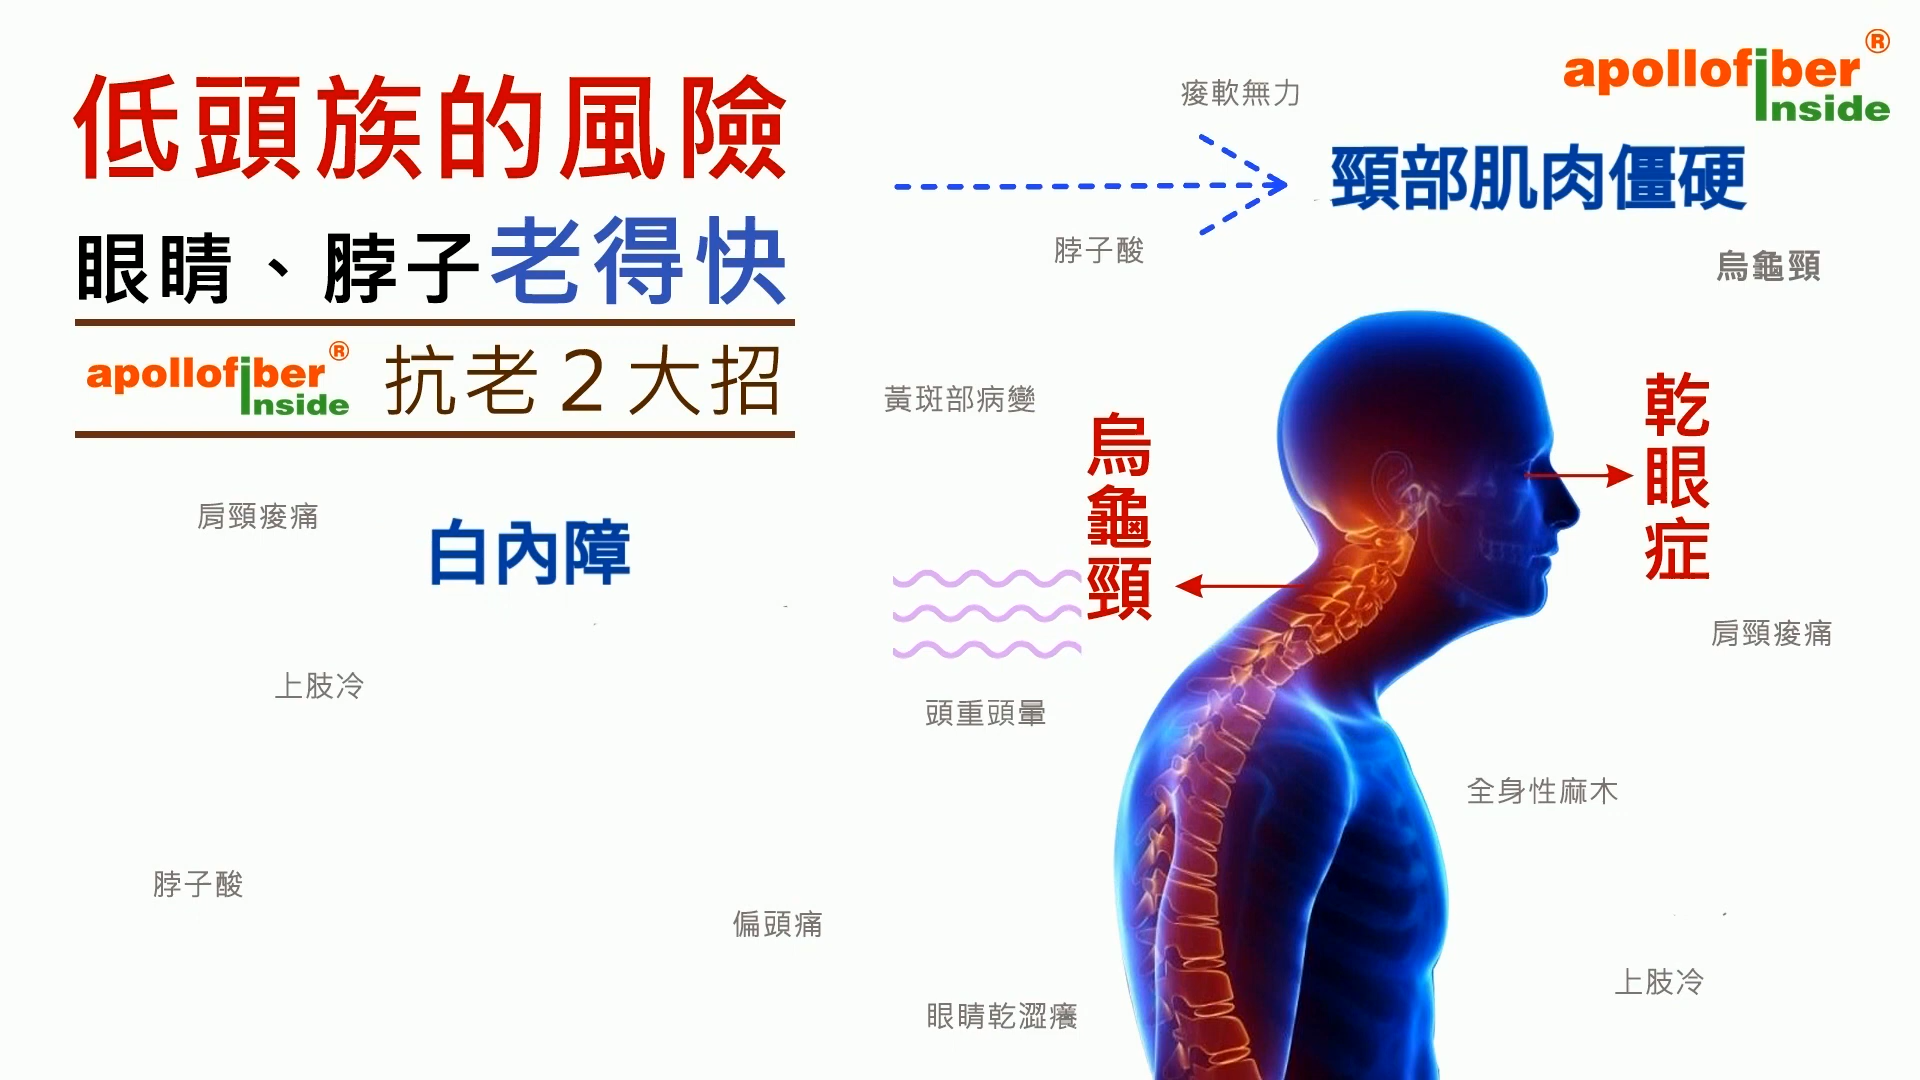 低頭族的風險
眼睛、脖子老得快
apollofiber®
Inside
抗老2大招
肩頸痠痛
白內障
上肢冷
脖子酸
偏頭痛
apollofiber®
Inside
痠軟無力
頸部肌肉僵硬
脖子酸
烏龜頸
黃斑部病變
烏龜頸
乾眼症
肩頸痠痛
頭重頭暈
全身性麻木
上肢冷
眼睛乾澀癢